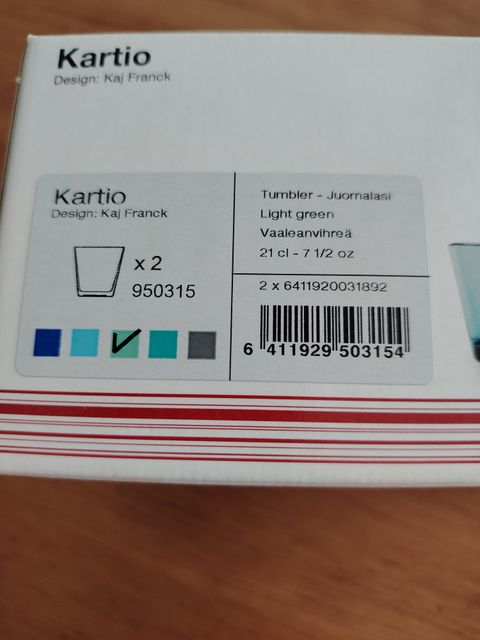 Kartio
Design: Kaj Franck
Kartio
Design: Kaj Franck
x 2
950315
Tumbler - Juomalasi
Light green
Vaaleanvihreä
21 cl - 7 1/2 oz
2 x 6411920031892
6 411929 503154